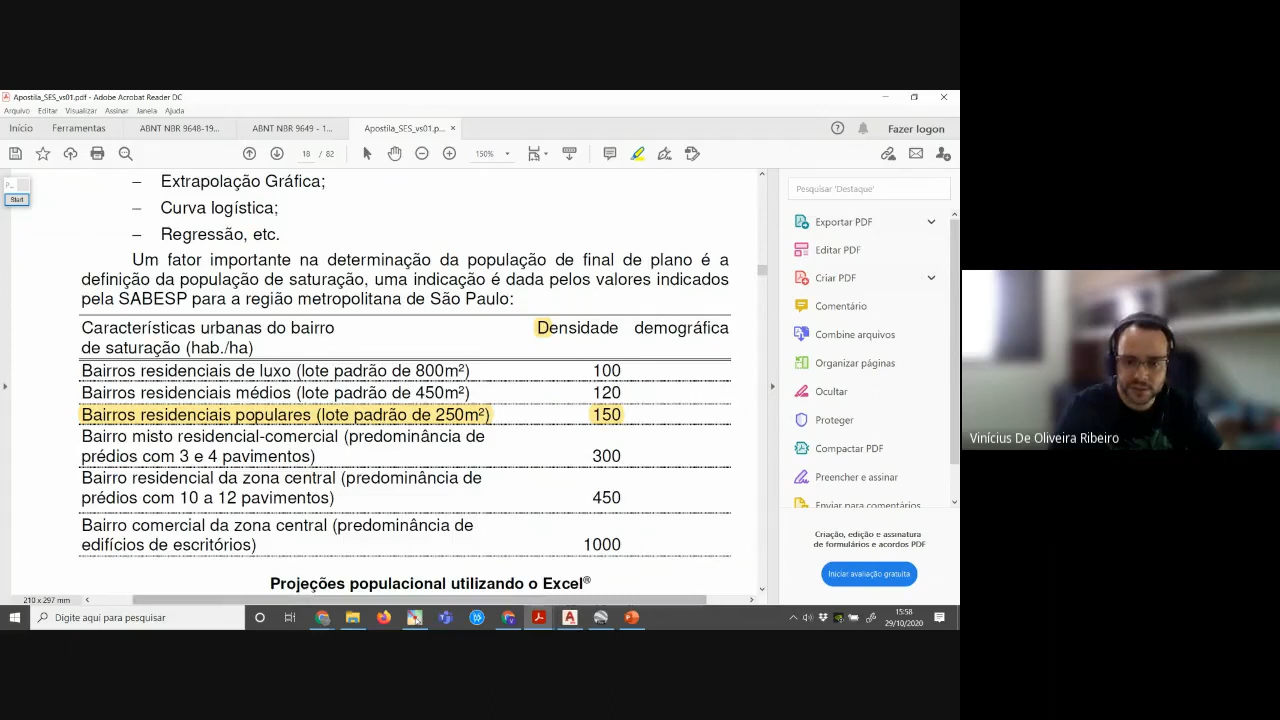 Apostila_SES_vs01.pdf - Adobe Acrobat Reader DC
Arquivo Editar Visualizar Assinar Janela Ajuda
Início Ferramentas ABNT NBR 9648-19... ABNT NBR 9649 - 1... Apostila_SES_vs01.p... × Fazer logon
18 / 82 150%
P...
Start
– Extrapolação Gráfica;
– Curva logística;
– Regressão, etc.
Um fator importante na determinação da população de final de plano é a
definição da população de saturação, uma indicação é dada pelos valores indicados
pela SABESP para a região metropolitana de São Paulo:
Características urbanas do bairro Densidade demográfica
de saturação (hab./ha)
Bairros residenciais de luxo (lote padrão de 800m²) 100
Bairros residenciais médios (lote padrão de 450m²) 120
Bairros residenciais populares (lote padrão de 250m²) 150
Bairro misto residencial-comercial (predominância de
prédios com 3 e 4 pavimentos) 300
Bairro residencial da zona central (predominância de
prédios com 10 a 12 pavimentos) 450
Bairro comercial da zona central (predominância de
edifícios de escritórios) 1000
Projeções populacional utilizando o Excel®
210 x 297 mm
Pesquisar 'Destaque'
Exportar PDF
Editar PDF
Criar PDF
Comentário
Combine arquivos
Organizar páginas
Ocultar
Proteger
Compactar PDF
Preencher e assinar
Enviar para comentários
Criação, edição e assinatura
de formulários e acordos PDF
Iniciar avaliação gratuita
Vinícius De Oliveira Ribeiro
Digite aqui para pesquisar
15:58
29/10/2020